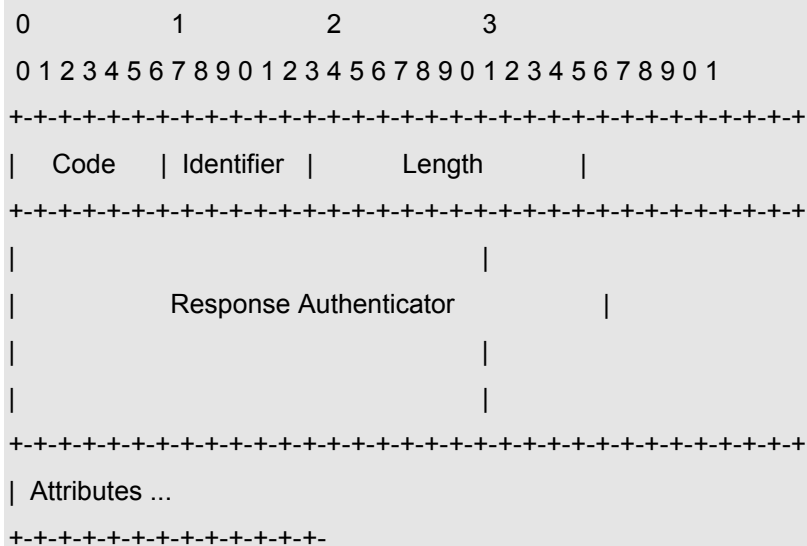 0 1 2 3
0 1 2 3 4 5 6 7 8 9 0 1 2 3 4 5 6 7 8 9 0 1 2 3 4 5 6 7 8 9 0 1
+-+-+-+-+-+-+-+-+-+-+-+-+-+-+-+-+-+-+-+-+-+-+-+-+-+-+-+-+-+-+-+-+
| Code | Identifier | Length |
+-+-+-+-+-+-+-+-+-+-+-+-+-+-+-+-+-+-+-+-+-+-+-+-+-+-+-+-+-+-+-+-+
| |
| Response Authenticator |
| |
| |
+-+-+-+-+-+-+-+-+-+-+-+-+-+-+-+-+-+-+-+-+-+-+-+-+-+-+-+-+-+-+-+-+
| Attributes ...
+-+-+-+-+-+-+-+-+-+-+-+-+-